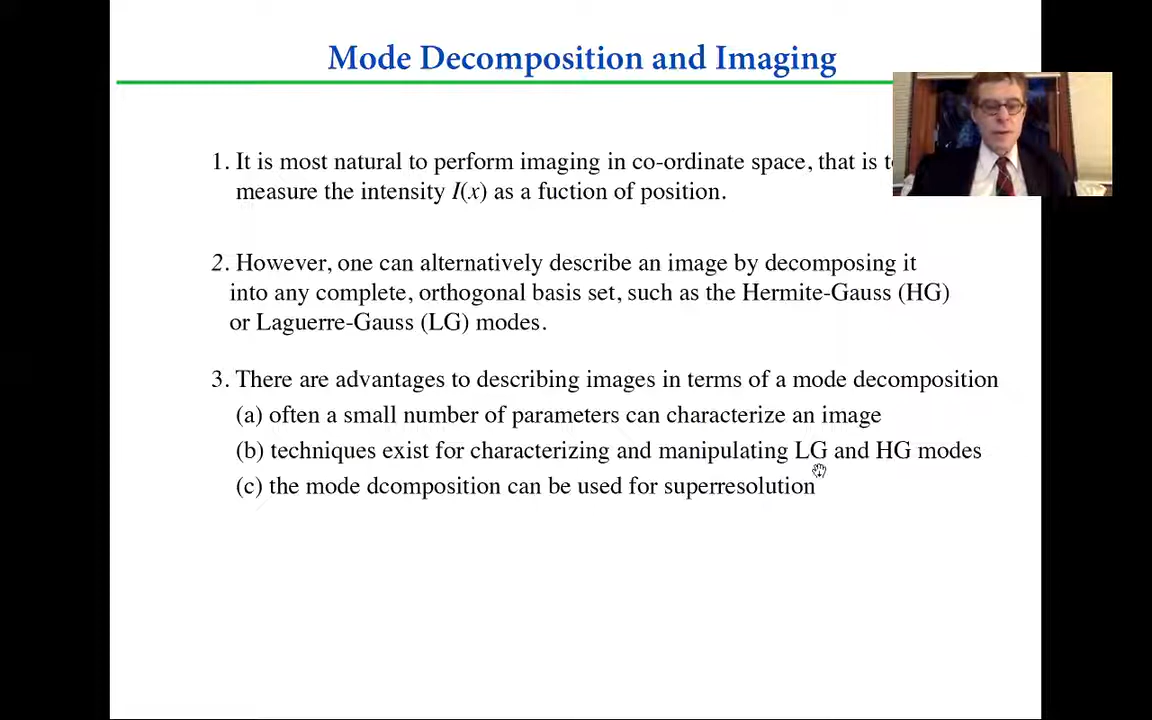 Mode Decomposition and Imaging
1. It is most natural to perform imaging in co-ordinate space, that is
measure the intensity I(x) as a fuction of position.
2. However, one can alternatively describe an image by decomposing it
into any complete, orthogonal basis set, such as the Hermite-Gauss (HG)
or Laguerre-Gauss (LG) modes.
3. There are advantages to describing images in terms of a mode decomposition
(a) often a small number of parameters can characterize an image
(b) techniques exist for characterizing and manipulating LG and HG modes
(c) the mode dcomposition can be used for superresolution